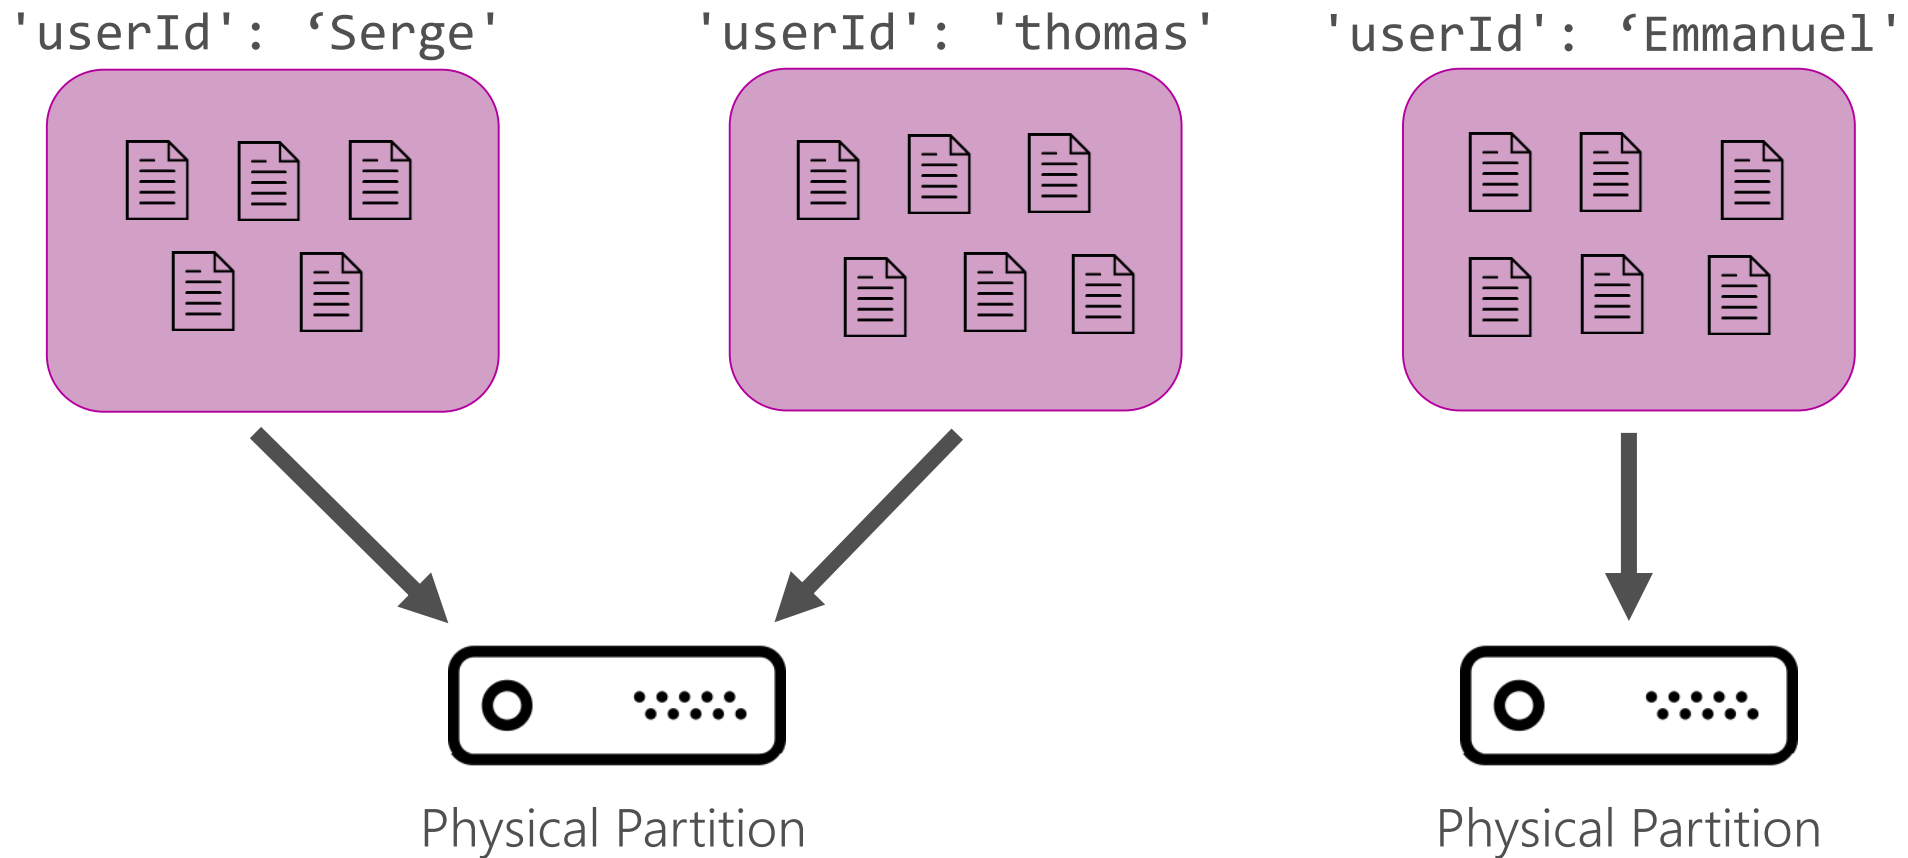 'userId': ‘Serge'
'userId': 'thomas'
'userId': ‘Emmanuel'
Physical Partition
Physical Partition